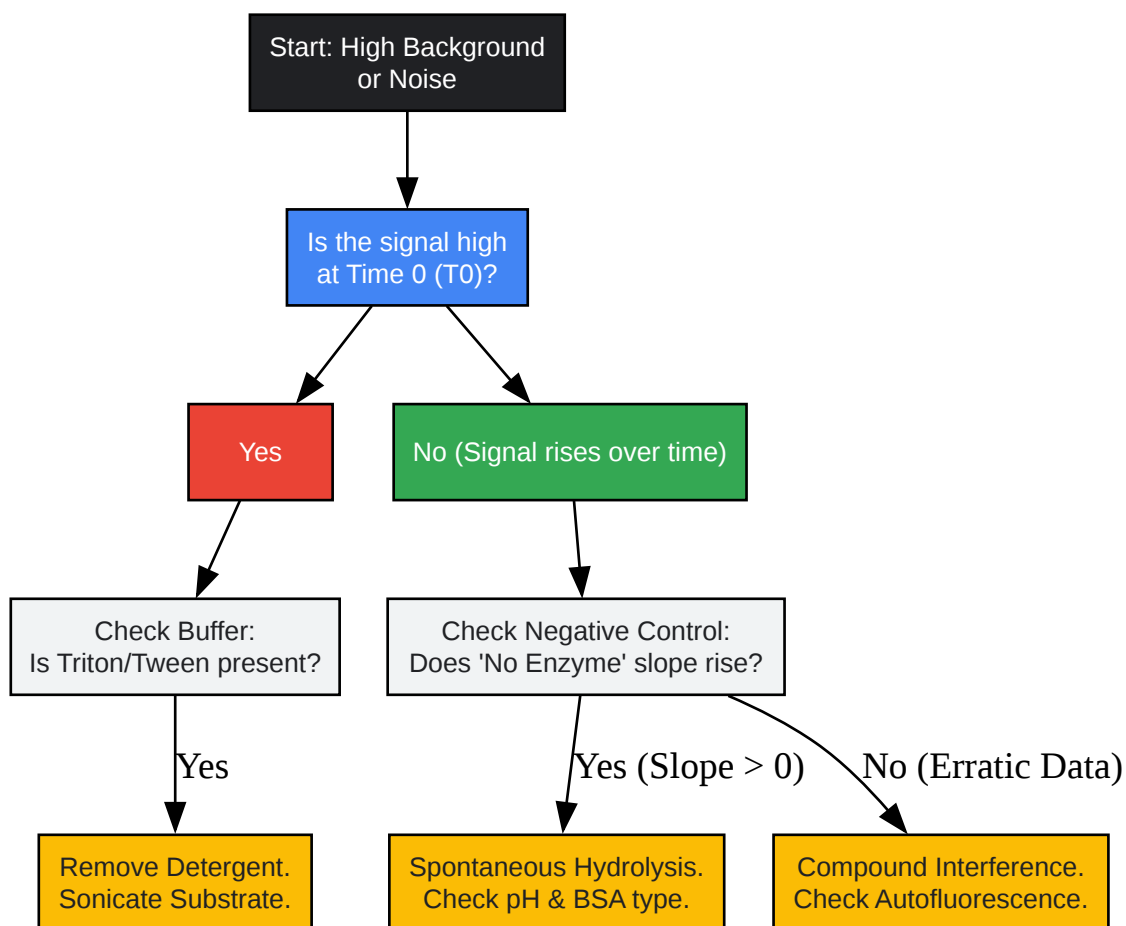 Start: High Background
or Noise
Is the signal high
at Time 0 (T0)?
Yes
No (Signal rises over time)
Check Buffer:
Is Triton/Tween present?
Check Negative Control:
Does 'No Enzyme' slope rise?
Yes
Yes (Slope > 0)
No (Erratic Data)
Remove Detergent.
Sonicate Substrate.
Spontaneous Hydrolysis.
Check pH & BSA type.
Compound Interference.
Check Autofluorescence.